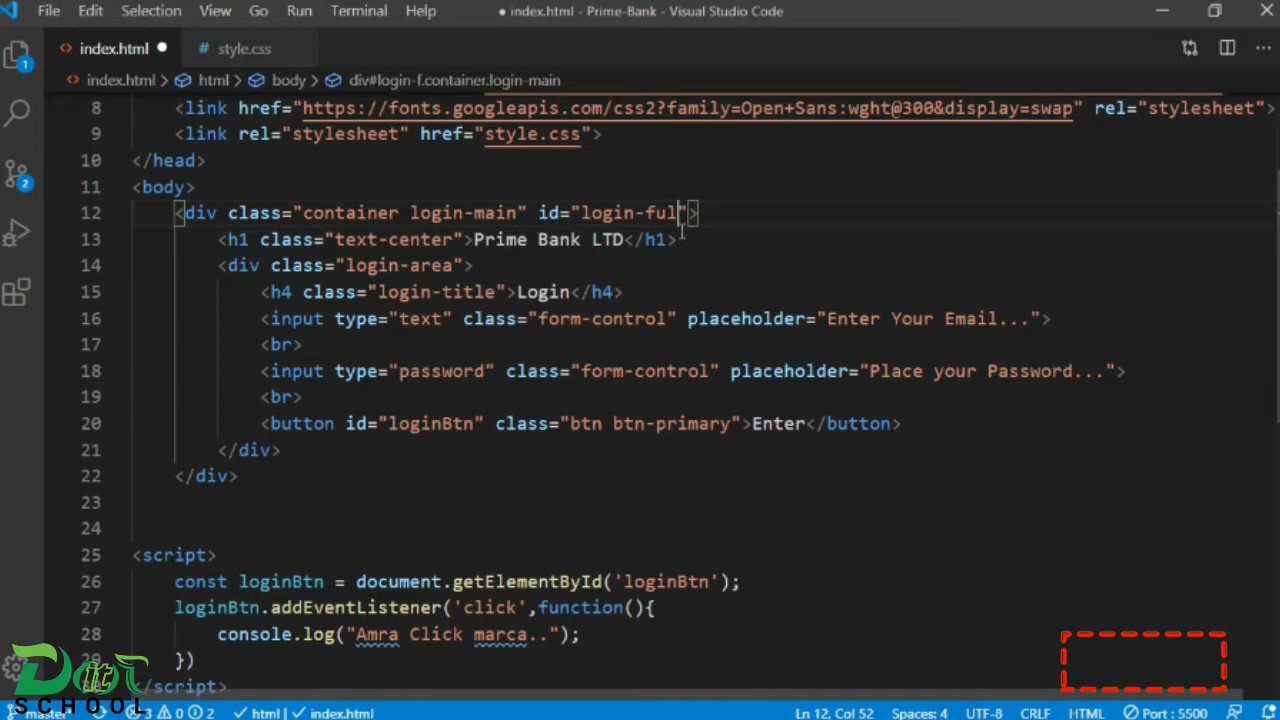 File Edit Selection View Go Run Terminal Help ● index.html - Prime-Bank - Visual Studio Code
<> index.html ● # style.css
<> index.html > html > body > div#login-f.container.login-main
8 <link href="https://fonts.googleapis.com/css2?family=Open+Sans:wght@300&display=swap" rel="stylesheet">
9 <link rel="stylesheet" href="style.css">
10 </head>
11 <body>
12 <div class="container login-main" id="login-ful">
13 <h1 class="text-center">Prime Bank LTD</h1>
14 <div class="login-area">
15 <h4 class="login-title">Login</h4>
16 <input type="text" class="form-control" placeholder="Enter Your Email...">
17 <br>
18 <input type="password" class="form-control" placeholder="Place your Password...">
19 <br>
20 <button id="loginBtn" class="btn btn-primary">Enter</button>
21 </div>
22 </div>
23
24
25 <script>
26 const loginBtn = document.getElementById('loginBtn');
27 loginBtn.addEventListener('click',function(){
28 console.log("Amra Click marca..");
29 })
</script>
1
2
Dot it
SCHOOL
master* 3 0 2 html | index.html Ln 12, Col 52 Spaces: 4 UTF-8 CRLF HTML Port : 5500